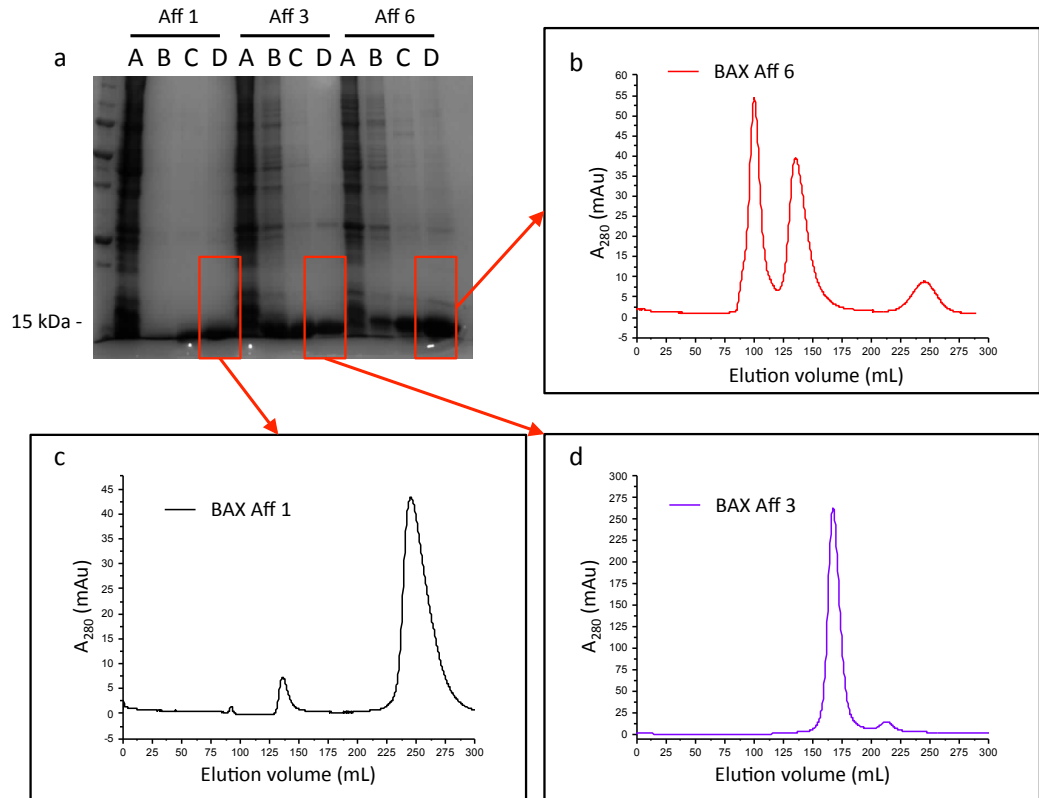 Aff 1 Aff 3 Aff 6
a A B C D A B C D A B C D
15 kDa -
b
BAX Aff 6
60
55
50
45
40
35
30
25
20
15
10
5
0
-5
A280 (mAu)
0 25 50 75 100 125 150 175 200 225 250 275 300
Elution volume (mL)
c
BAX Aff 1
45
40
35
30
25
20
15
10
5
0
-5
A280 (mAu)
0 25 50 75 100 125 150 175 200 225 250 275 300
Elution volume (mL)
d
BAX Aff 3
300
275
250
225
200
175
150
125
100
75
50
25
0
A280 (mAu)
0 25 50 75 100 125 150 175 200 225 250 275 300
Elution volume (mL)